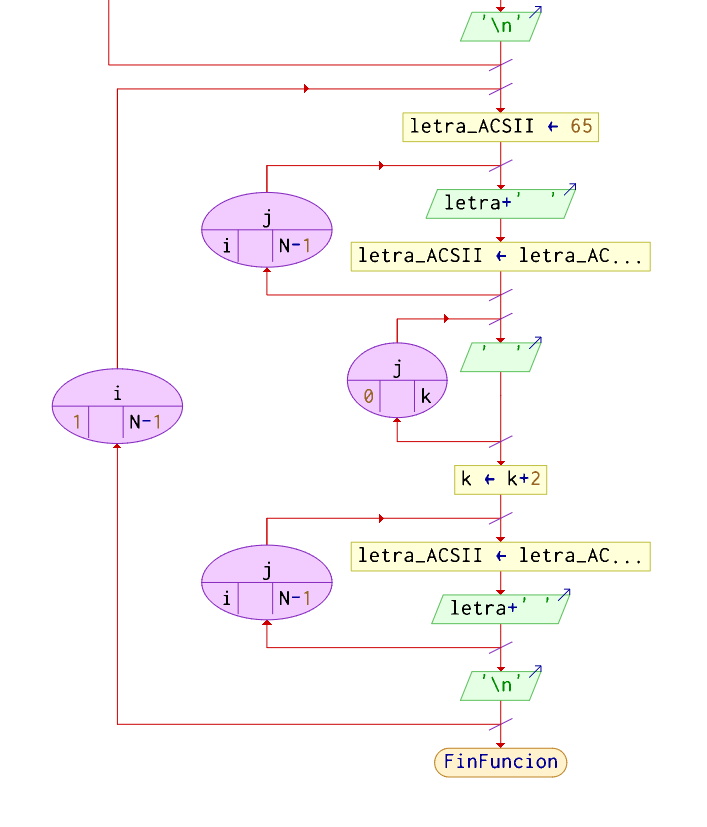 '\n'
letra_ACSII ← 65
letra+'  '
j
i N-1
letra_ACSII ← letra_AC...
'  '
j
0 k
i
1 N-1
k ← k+2
letra_ACSII ← letra_AC...
j
i N-1
letra+' '
'\n'
FinFuncion